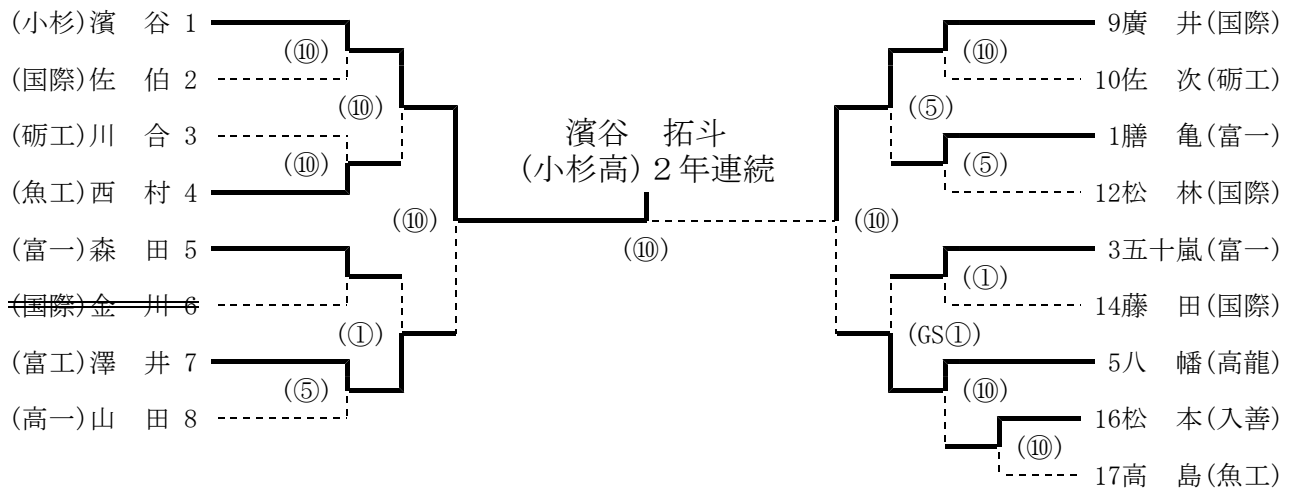 (小杉)濱　谷 1
(⑩)
(国際)佐　伯 2
(⑩)
(砺工)川　合 3
(⑩)
(魚工)西　村 4
(⑩)
(富一)森　田 5
(国際)金　川 6
(①)
(富工)澤　井 7
(⑤)
(高一)山　田 8
濱谷　拓斗
(小杉高)２年連続
(⑩)
9廣　井(国際)
(⑩)
10佐　次(砺工)
(⑤)
1膳　亀(富一)
(⑤)
12松　林(国際)
(⑩)
3五十嵐(富一)
(①)
14藤　田(国際)
(GS①)
5八　幡(高龍)
(⑩)
16松　本(入善)
(⑩)
17高　島(魚工)